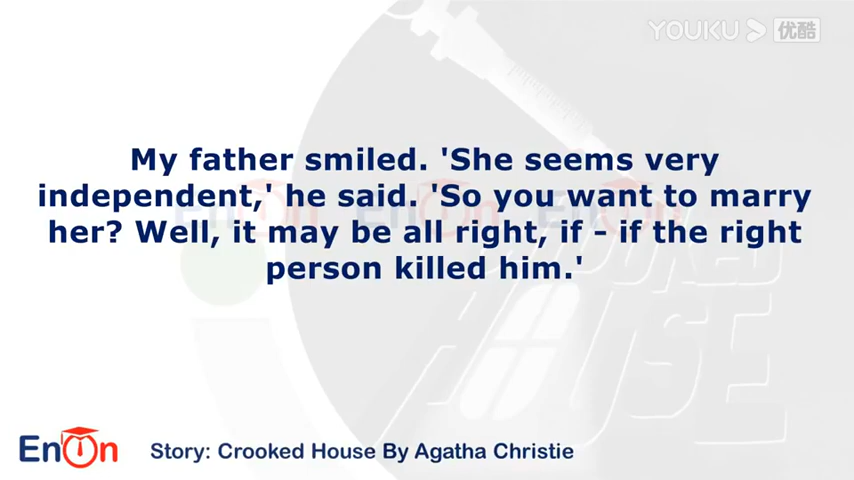 YOUKU 优酷
My father smiled. 'She seems very
independent,' he said. 'So you want to marry
her? Well, it may be all right, if - if the right
person killed him.'
CROOKED
HOUSE
EnOn
Story: Crooked House By Agatha Christie